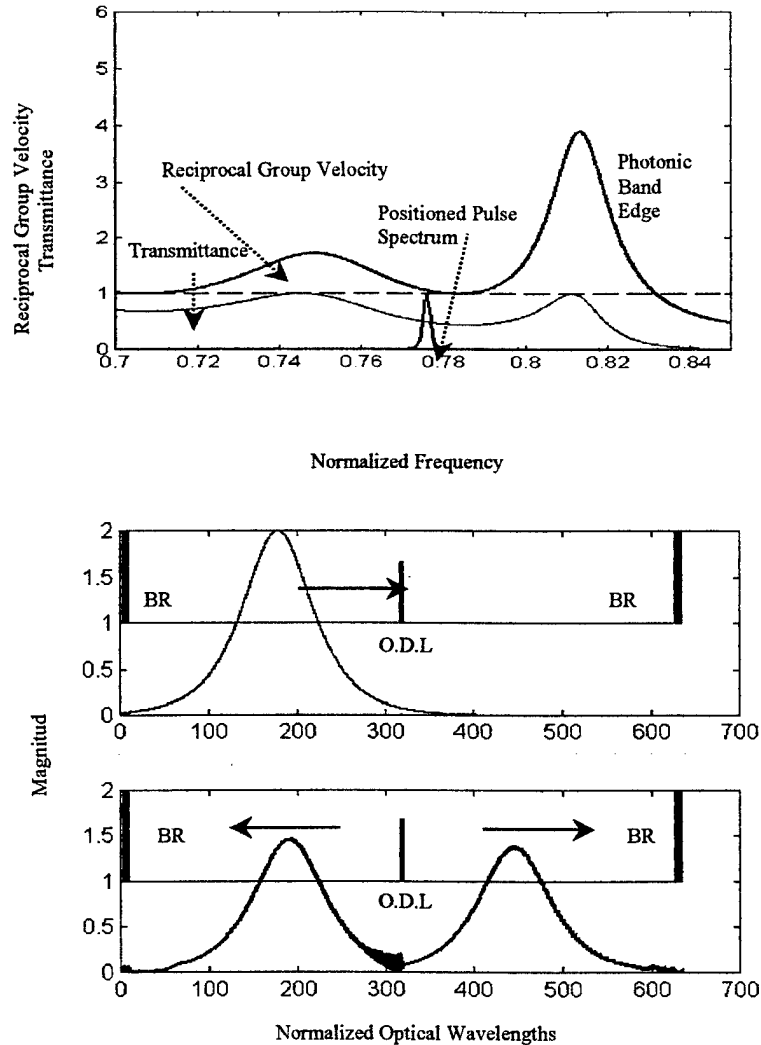 Reciprocal Group Velocity
Transmittance
6
5
4
3
2
1
0
Reciprocal Group Velocity
Transmittance
Positioned Pulse
Spectrum
Photonic
Band
Edge
0.7 0.72 0.74 0.76 0.78 0.8 0.82 0.84
Normalized Frequency
Magnitud
2
1.5
1
0.5
0
BR
O.D.L
BR
0 100 200 300 400 500 600 700
2
1.5
1
0.5
0
BR
O.D.L
BR
0 100 200 300 400 500 600 700
Normalized Optical Wavelengths